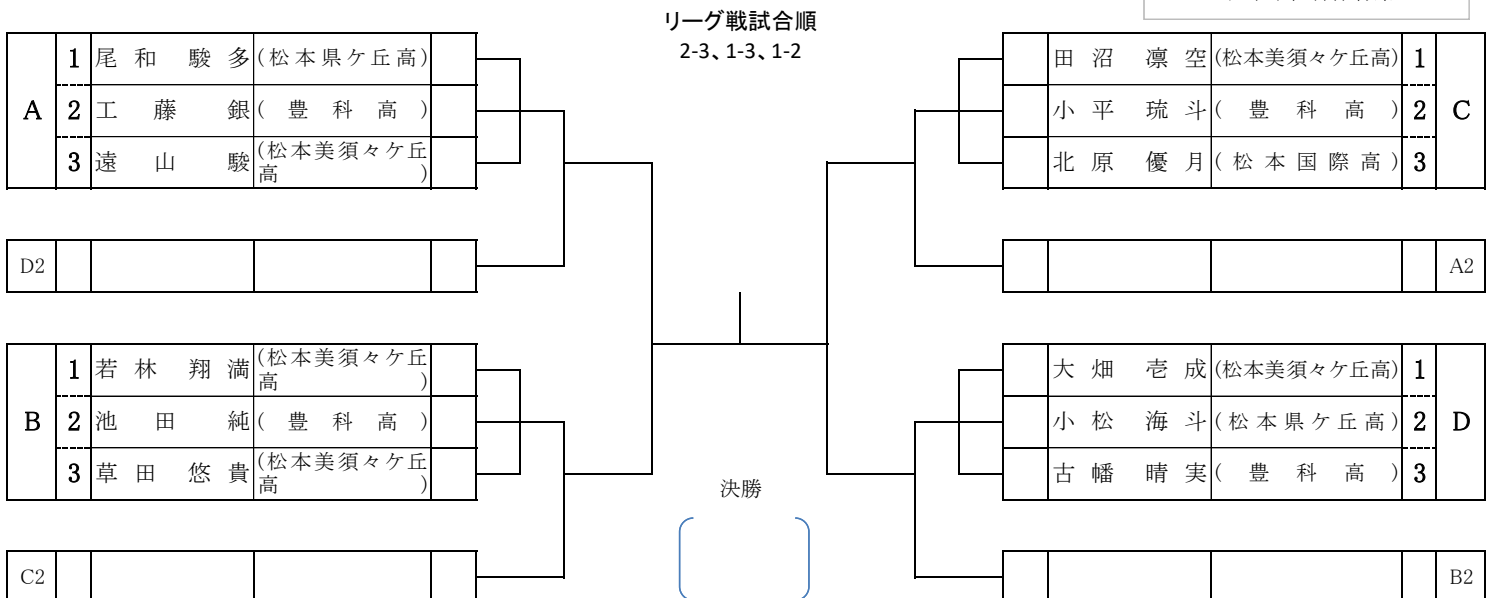 リーグ戦試合順
2-3、1-3、1-2
A
1 尾和 駿多 (松本県ケ丘高)
2 工藤 銀 (豊科高)
3 遠山 駿 (松本美須々ケ丘高)
D2
B
1 若林 翔満 (松本美須々ケ丘高)
2 池田 純 (豊科高)
3 草田 悠貴 (松本美須々ケ丘高)
C2
田沼 凛空 (松本美須々ケ丘高) 1
小平 琉斗 (豊科高) 2
北原 優月 (松本国際高) 3
C
A2
大畑 壱成 (松本美須々ケ丘高) 1
小松 海斗 (松本県ケ丘高) 2
古幡 晴実 (豊科高) 3
D
B2
決勝